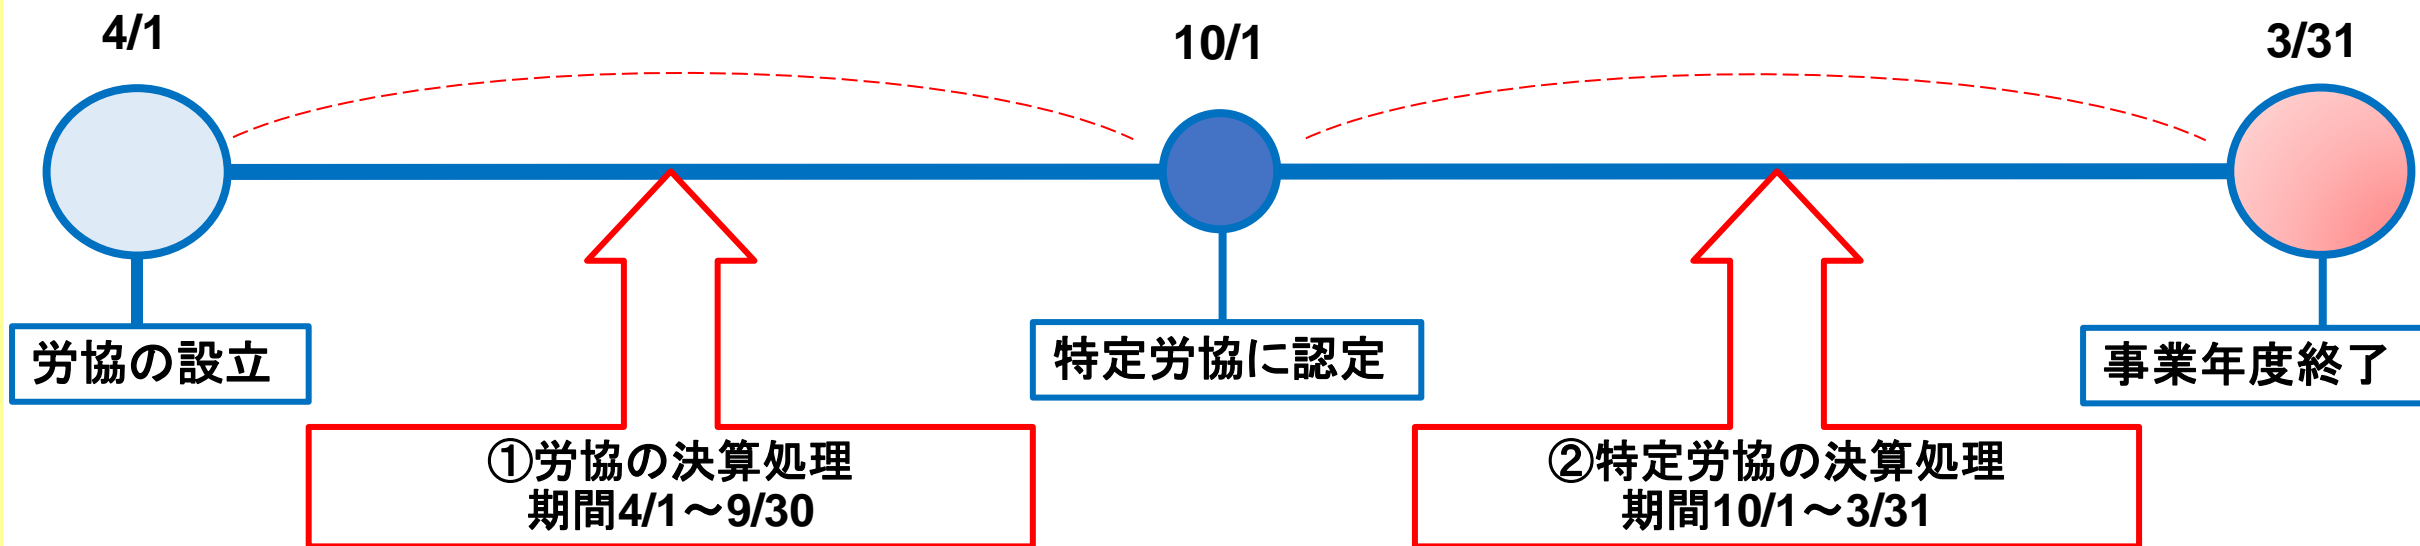 4/1
10/1
3/31
労協の設立
特定労協に認定
事業年度終了
①労協の決算処理
期間4/1～9/30
②特定労協の決算処理
期間10/1～3/31